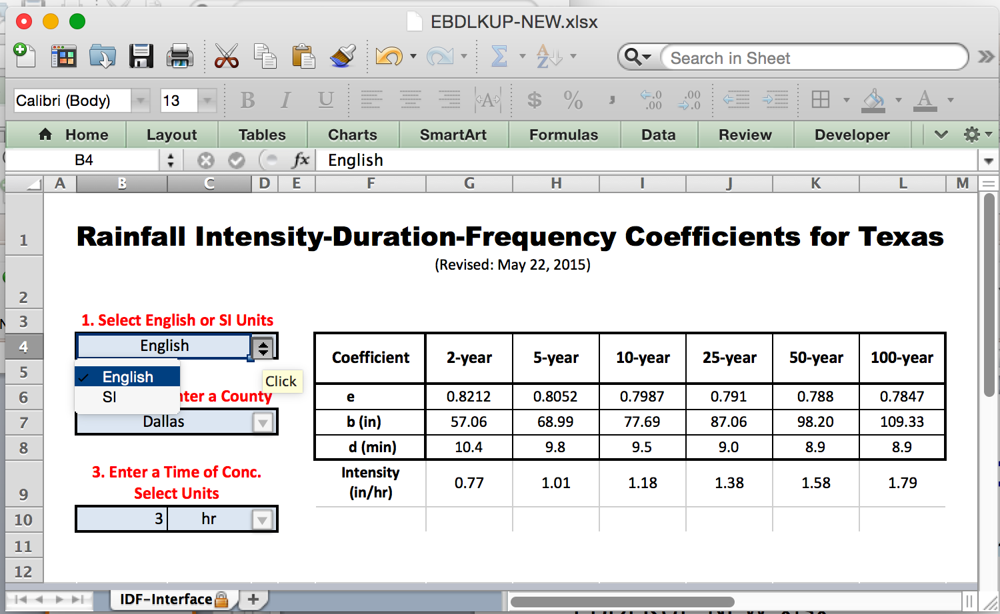 EBDLKUP-NEW.xlsx
Search in Sheet
Calibri (Body) 13 B I U $ % , .0 .00 .00 .0 A
Home Layout Tables Charts SmartArt Formulas Data Review Developer
B4 fx English
A B C D E F G H I J K L M
1 Rainfall Intensity-Duration-Frequency Coefficients for Texas
(Revised: May 22, 2015)
2
3 1. Select English or SI Units
4 English Coefficient 2-year 5-year 10-year 25-year 50-year 100-year
5 English Click
6 SI nter a County e 0.8212 0.8052 0.7987 0.791 0.788 0.7847
7 Dallas b (in) 57.06 68.99 77.69 87.06 98.20 109.33
8 d (min) 10.4 9.8 9.5 9.0 8.9 8.9
3. Enter a Time of Conc. Intensity
9 Select Units (in/hr) 0.77 1.01 1.18 1.38 1.58 1.79
10 3 hr
11
12
IDF-Interface +